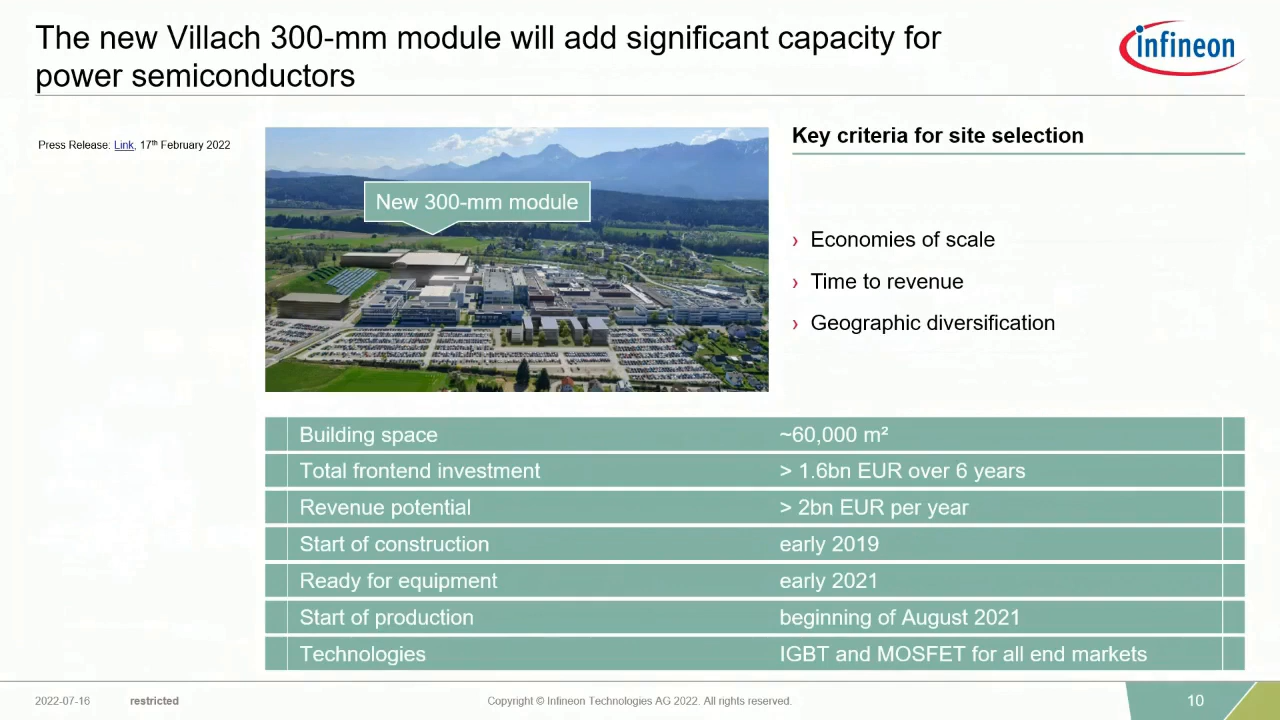 The new Villach 300-mm module will add significant capacity for
power semiconductors
infineon
Press Release: Link, 17th February 2022
New 300-mm module
Key criteria for site selection
› Economies of scale
› Time to revenue
› Geographic diversification
Building space ~60,000 m²
Total frontend investment > 1.6bn EUR over 6 years
Revenue potential > 2bn EUR per year
Start of construction early 2019
Ready for equipment early 2021
Start of production beginning of August 2021
Technologies IGBT and MOSFET for all end markets
2022-07-16 restricted Copyright © Infineon Technologies AG 2022. All rights reserved. 10